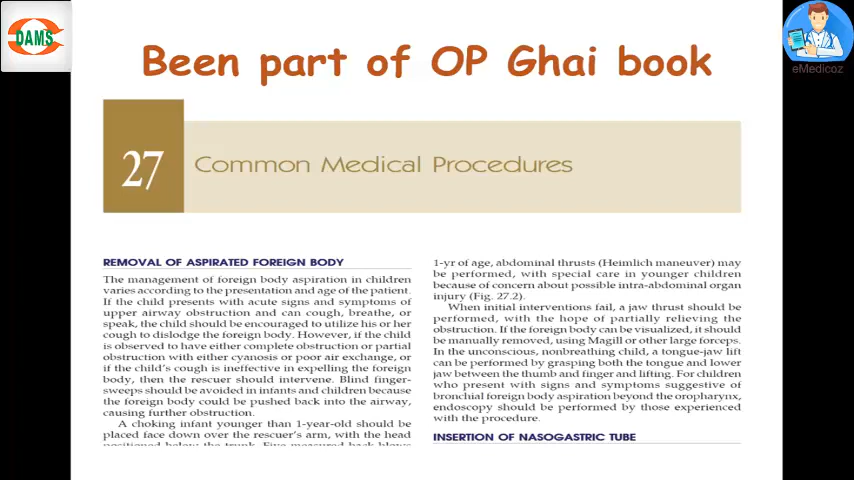 DAMS
eMedicoz
Been part of OP Ghai book
27
Common Medical Procedures
REMOVAL OF ASPIRATED FOREIGN BODY
The management of foreign body aspiration in children
varies according to the presentation and age of the patient.
If the child presents with acute signs and symptoms of
upper airway obstruction and can cough, breathe, or
speak, the child should be encouraged to utilize his or her
cough to dislodge the foreign body. However, if the child
is observed to have either complete obstruction or partial
obstruction with either cyanosis or poor air exchange, or
if the child's cough is ineffective in expelling the foreign
body, then the rescuer should intervene. Blind finger-
sweeps should be avoided in infants and children because
the foreign body could be pushed back into the airway,
causing further obstruction.
A choking infant younger than 1-year-old should be
placed face down over the rescuer's arm, with the head
positioned below the trunk. Five measured back blows
1-yr of age, abdominal thrusts (Heimlich maneuver) may
be performed, with special care in younger children
because of concern about possible intra-abdominal organ
injury (Fig. 27.2).
When initial interventions fail, a jaw thrust should be
performed, with the hope of partially relieving the
obstruction. If the foreign body can be visualized, it should
be manually removed, using Magill or other large forceps.
In the unconscious, nonbreathing child, a tongue-jaw lift
can be performed by grasping both the tongue and lower
jaw between the thumb and finger and lifting. For children
who present with signs and symptoms suggestive of
bronchial foreign body aspiration beyond the oropharynx,
endoscopy should be performed by those experienced
with the procedure.
INSERTION OF NASOGASTRIC TUBE